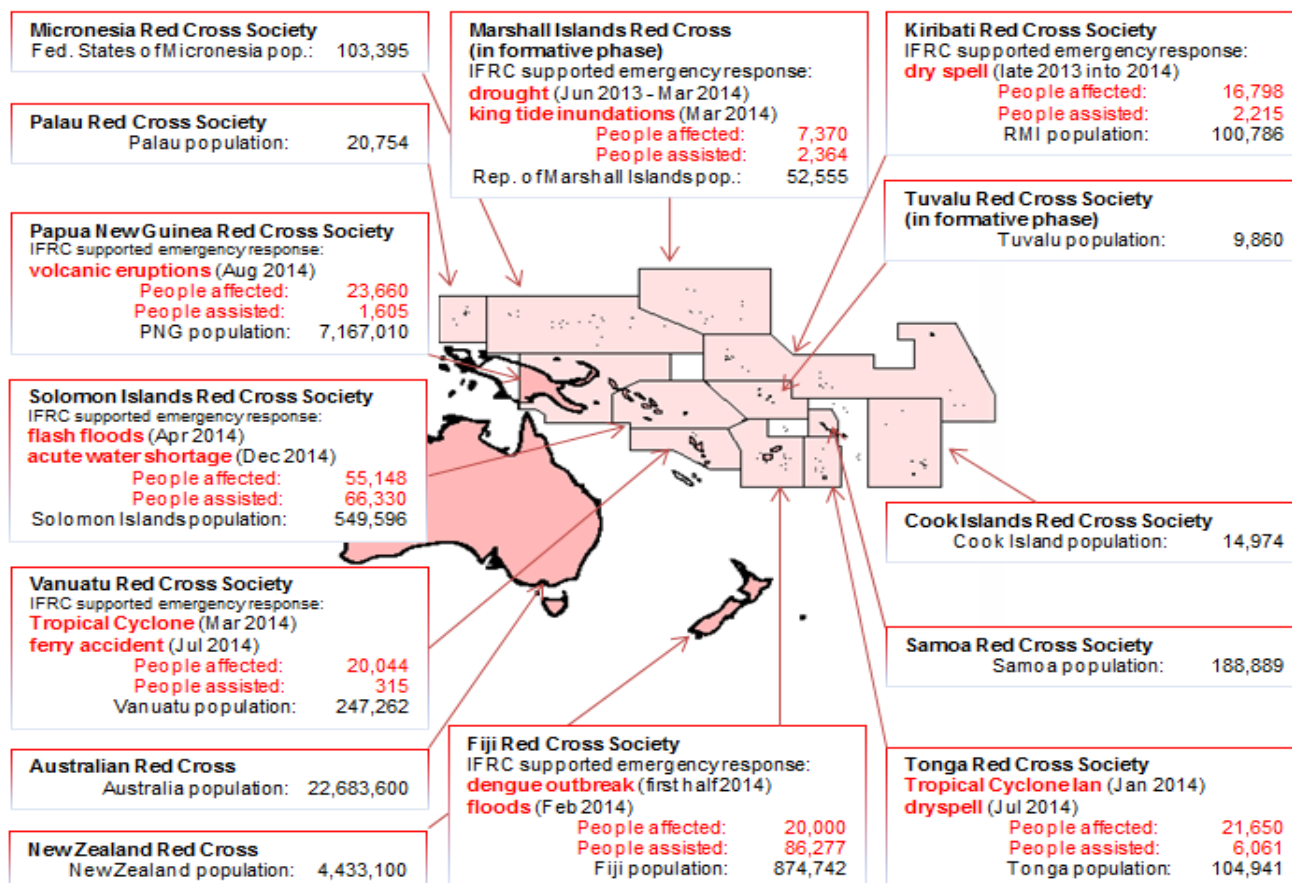 Micronesia Red Cross Society
Fed. States of Micronesia pop.: 103,395
Palau Red Cross Society
Palau population: 20,754
Papua New Guinea Red Cross Society
IFRC supported emergency response:
volcanic eruptions (Aug 2014)
People affected: 23,660
People assisted: 1,605
PNG population: 7,167,010
Solomon Islands Red Cross Society
IFRC supported emergency response:
flash floods (Apr 2014)
acute water shortage (Dec 2014)
People affected: 55,148
People assisted: 66,330
Solomon Islands population: 549,596
Vanuatu Red Cross Society
IFRC supported emergency response:
Tropical Cyclone (Mar 2014)
ferry accident (Jul 2014)
People affected: 20,044
People assisted: 315
Vanuatu population: 247,262
Australian Red Cross
Australia population: 22,683,600
New Zealand Red Cross
New Zealand population: 4,433,100
Marshall Islands Red Cross
(in formative phase)
IFRC supported emergency response:
drought (Jun 2013 - Mar 2014)
king tide inundations (Mar 2014)
People affected: 7,370
People assisted: 2,364
Rep. of Marshall Islands pop.: 52,555
Fiji Red Cross Society
IFRC supported emergency response:
dengue outbreak (first half 2014)
floods (Feb 2014)
People affected: 20,000
People assisted: 86,277
Fiji population: 874,742
Kiribati Red Cross Society
IFRC supported emergency response:
dry spell (late 2013 into 2014)
People affected: 16,798
People assisted: 2,215
RMI population: 100,786
Tuvalu Red Cross Society
(in formative phase)
Tuvalu population: 9,860
Cook Islands Red Cross Society
Cook Island population: 14,974
Samoa Red Cross Society
Samoa population: 188,889
Tonga Red Cross Society
Tropical Cyclone Ian (Jan 2014)
dryspell (Jul 2014)
People affected: 21,650
People assisted: 6,061
Tonga population: 104,941